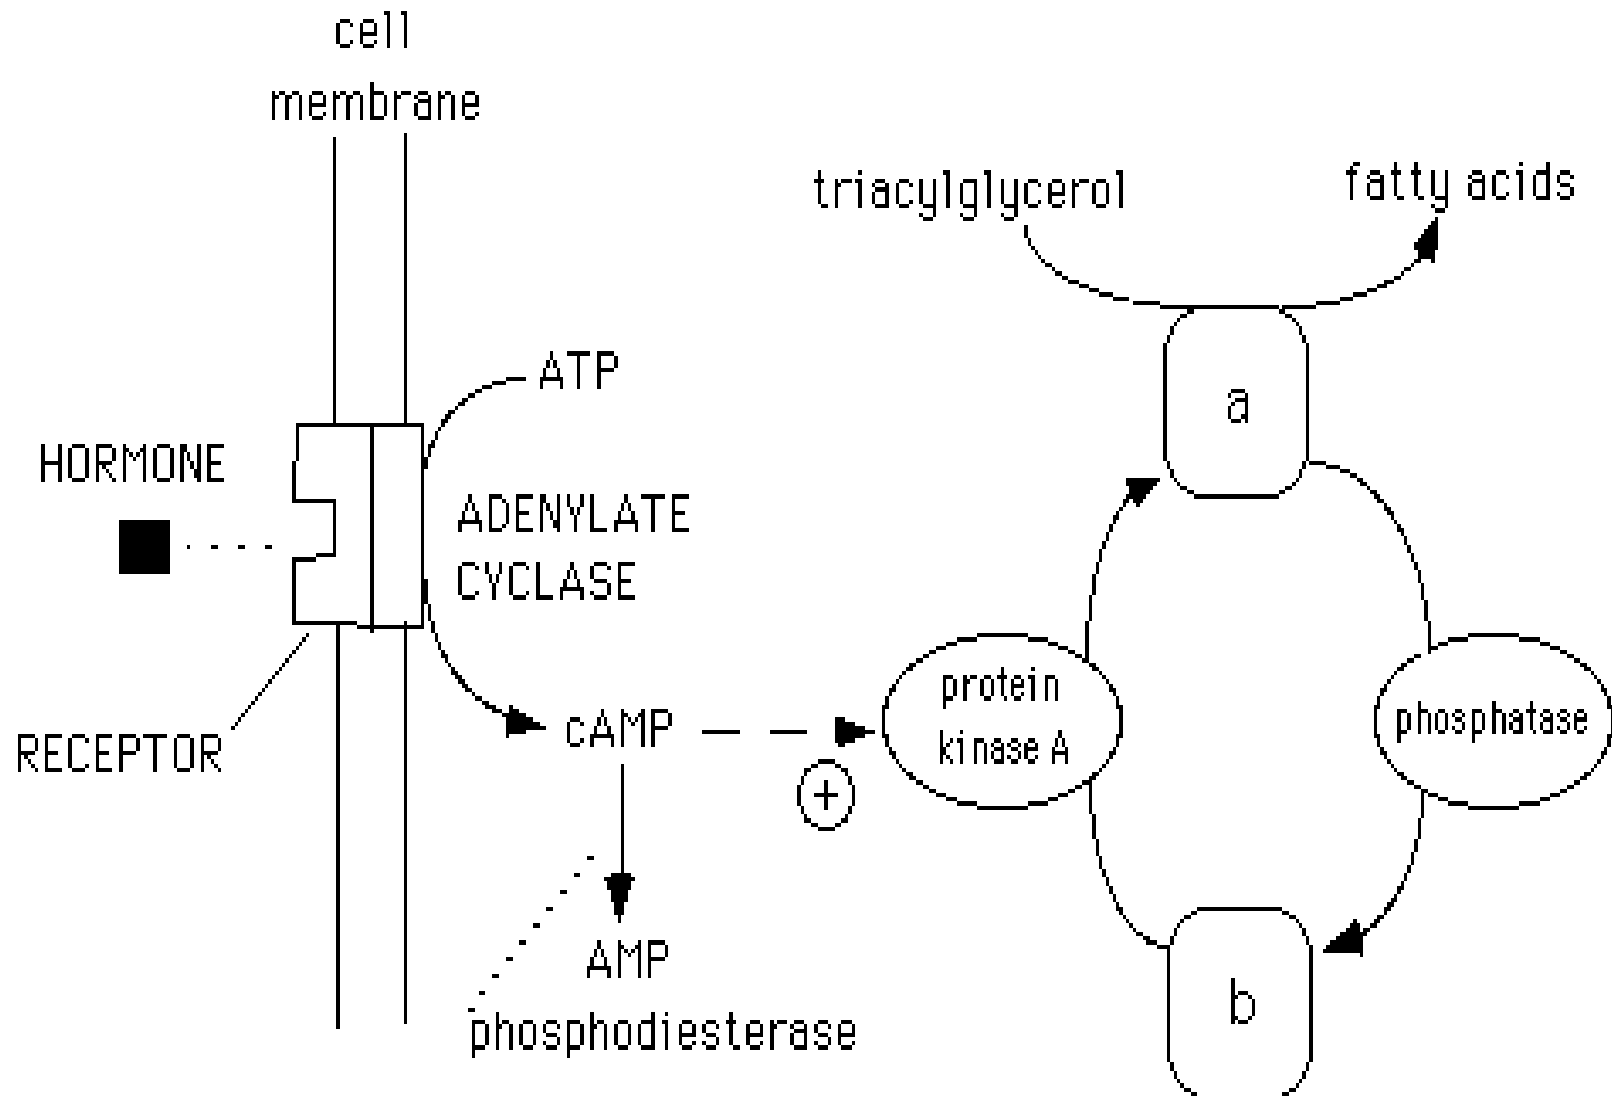 cell
membrane
triacylglycerol
fatty acids
ATP
a
HORMONE
ADENYLATE
CYCLASE
RECEPTOR
cAMP
+
protein
kinase A
phosphatase
AMP
phosphodiesterase
b